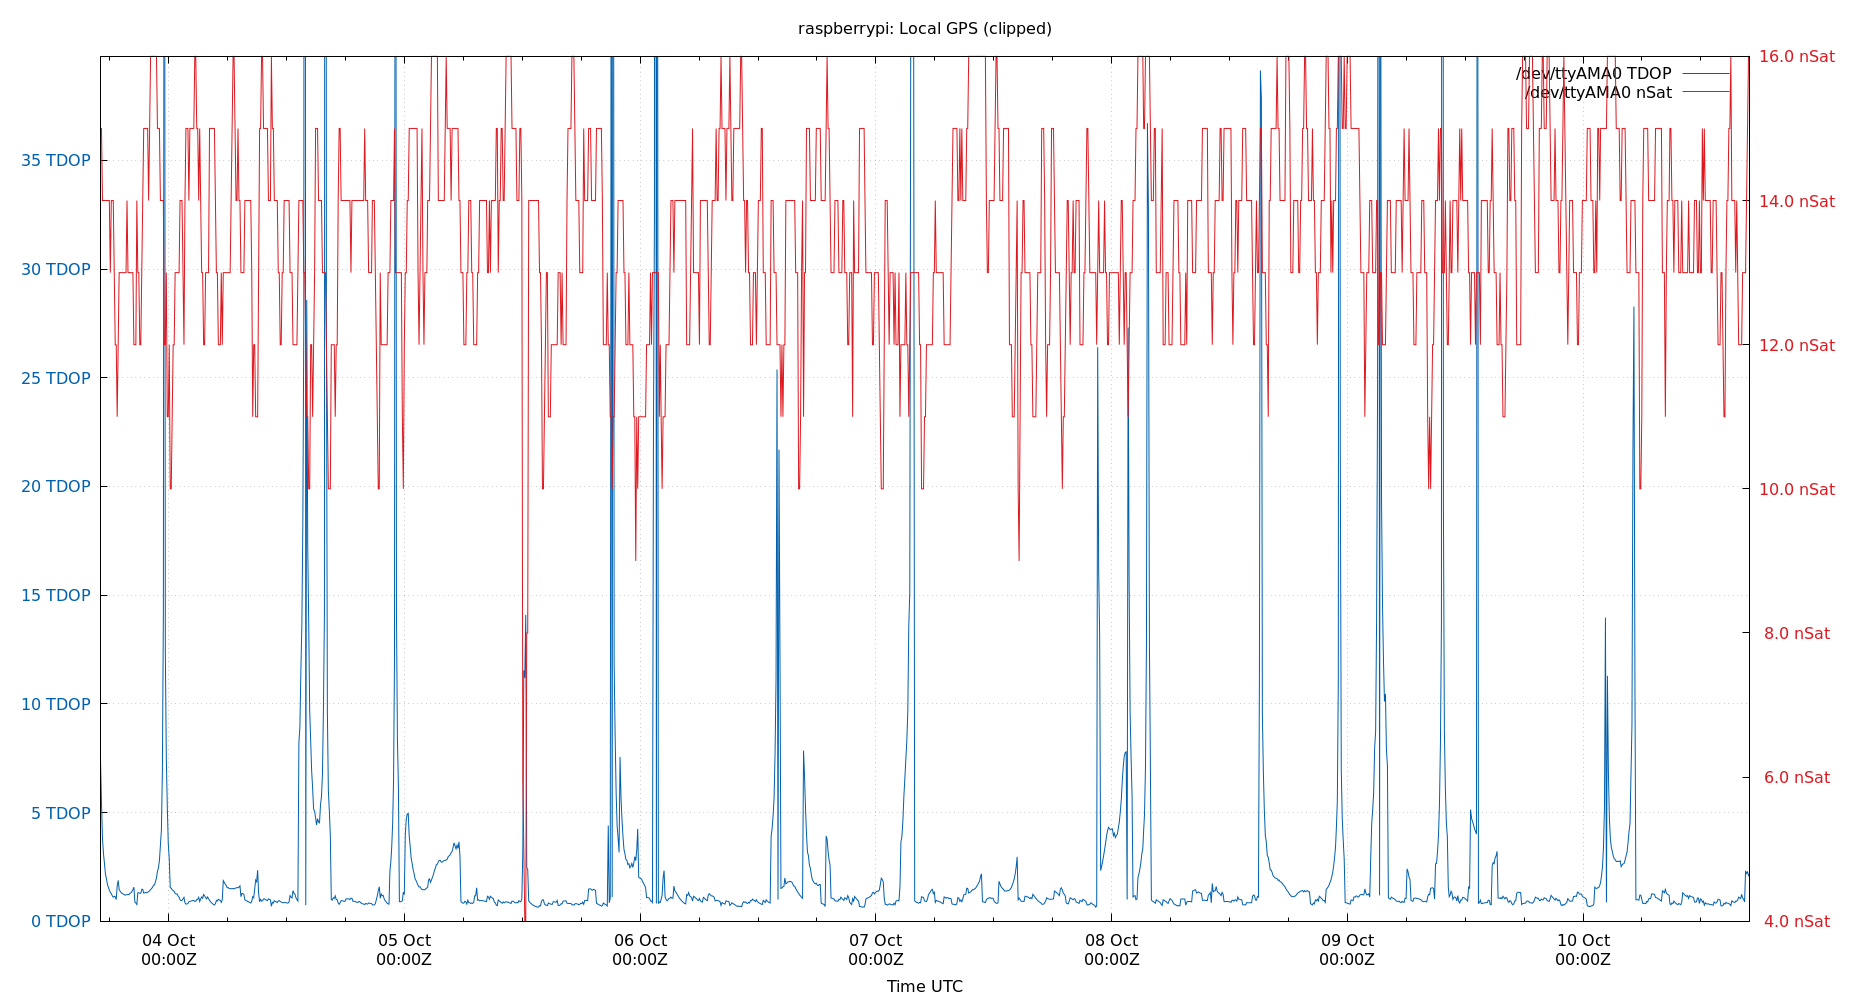 raspberrypi: Local GPS (clipped)
/dev/ttyAMA0 TDOP
/dev/ttyAMA0 nSat
35 TDOP
30 TDOP
25 TDOP
20 TDOP
15 TDOP
10 TDOP
5 TDOP
0 TDOP
16.0 nSat
14.0 nSat
12.0 nSat
10.0 nSat
8.0 nSat
6.0 nSat
4.0 nSat
04 Oct
00:00Z
05 Oct
00:00Z
06 Oct
00:00Z
07 Oct
00:00Z
08 Oct
00:00Z
09 Oct
00:00Z
10 Oct
00:00Z
Time UTC